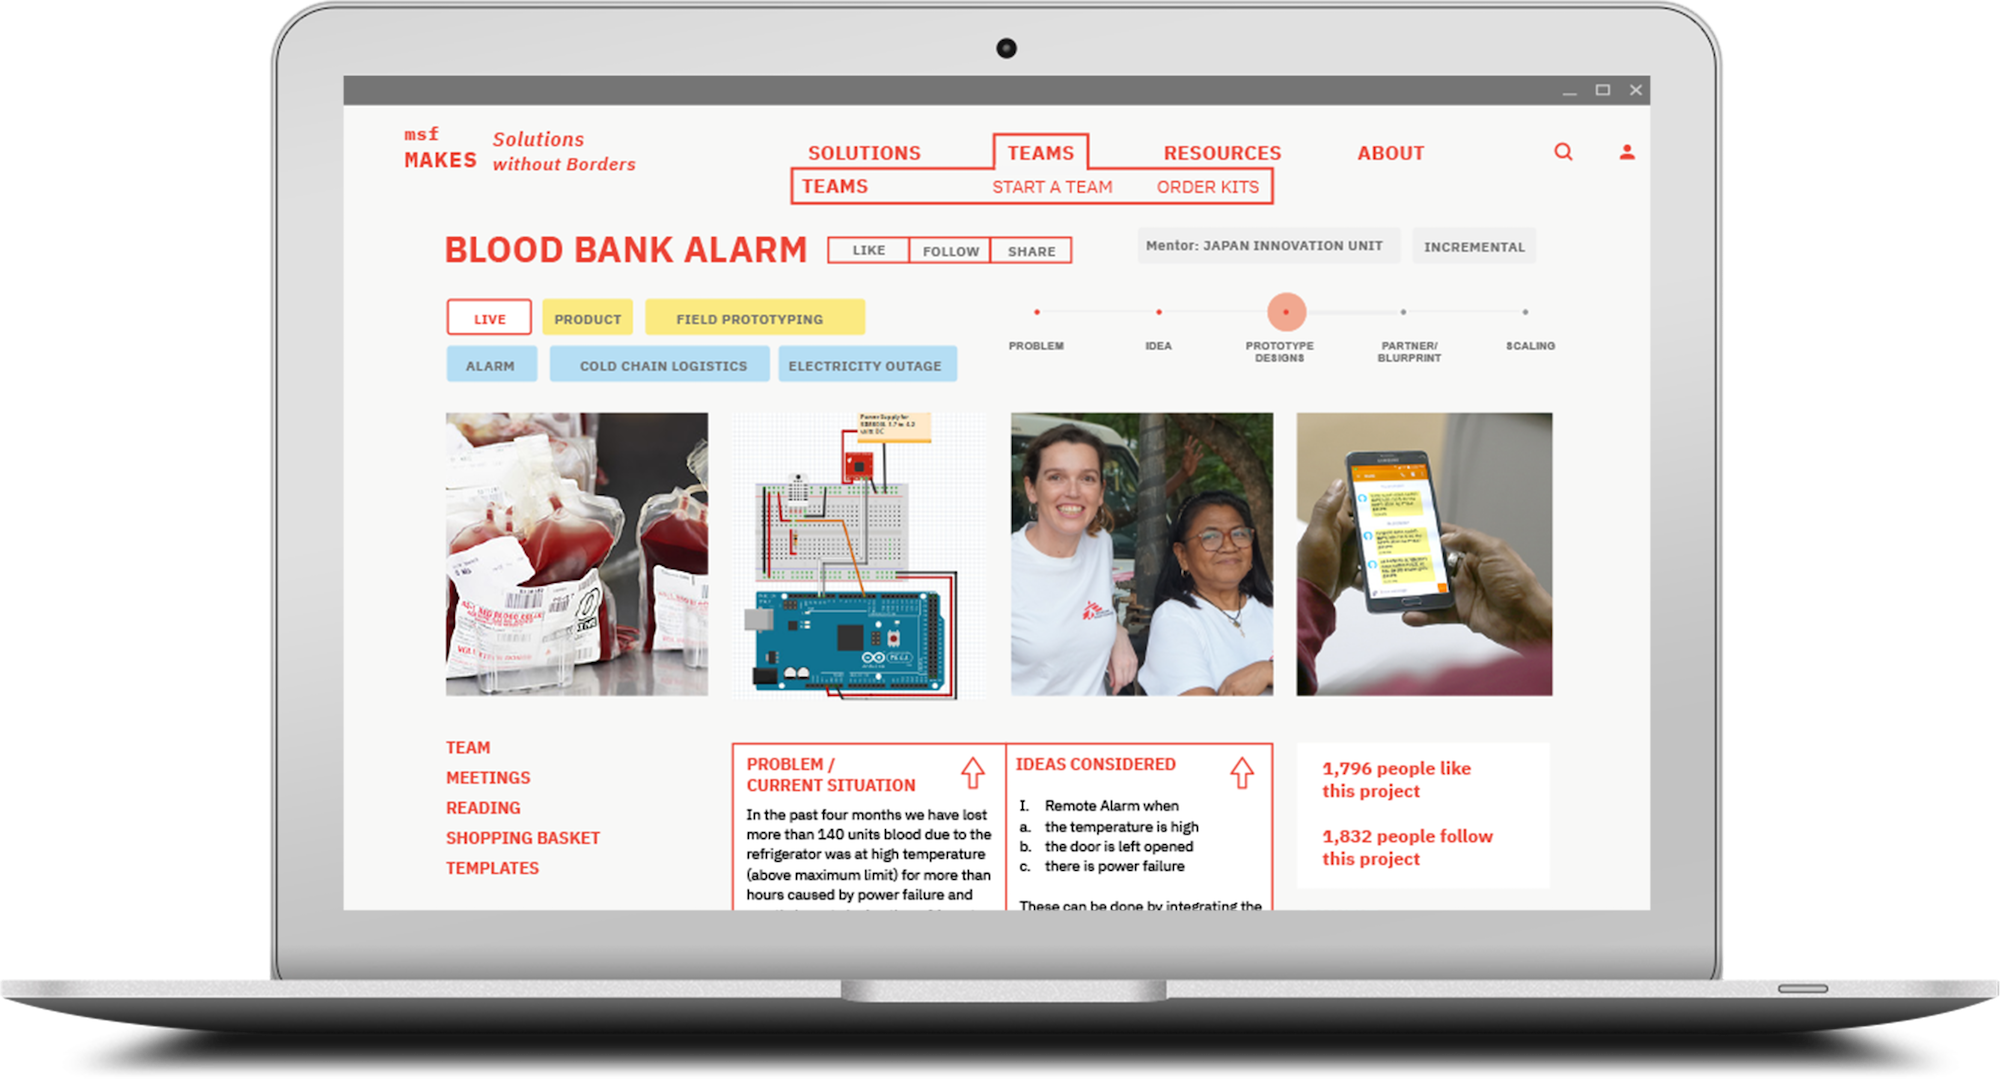 msf
MAKES
Solutions
without Borders
SOLUTIONS
TEAMS
RESOURCES
ABOUT
TEAMS
START A TEAM
ORDER KITS
BLOOD BANK ALARM
LIKE
FOLLOW
SHARE
Mentor: JAPAN INNOVATION UNIT
INCREMENTAL
LIVE
PRODUCT
FIELD PROTOTYPING
ALARM
COLD CHAIN LOGISTICS
ELECTRICITY OUTAGE
PROBLEM
IDEA
PROTOTYPE
DESIGNS
PARTNER/
BLURPRINT
SCALING
Power Supply for
TEAM
MEETINGS
READING
SHOPPING BASKET
TEMPLATES
PROBLEM /
CURRENT SITUATION
In the past four months we have lost
more than 140 units blood due to the
refrigerator was at high temperature
(above maximum limit) for more than
hours caused by power failure and
IDEAS CONSIDERED
I. Remote Alarm when
a. the temperature is high
b. the door is left opened
c. there is power failure
These can be done by integrating the
1,796 people like
this project
1,832 people follow
this project